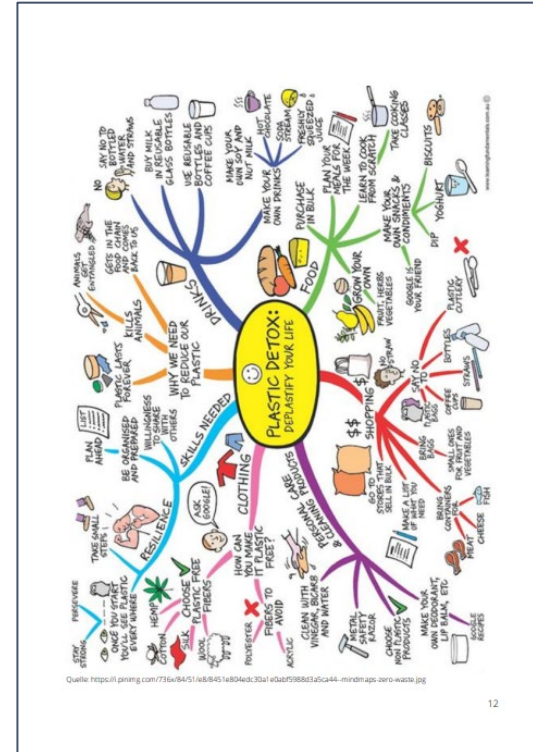 PLASTIC DETOX:
DEPLASTIFY YOUR LIFE
DRINKS
NO
SAY NO TO
BOTTLED
WATER
AND STRAWS
BUY MILK
IN REUSABLE
GLASS BOTTLES
USE REUSABLE
BOTTLES AND
COFFEE CUPS
MAKE YOUR
OWN DRINKS
MAKE YOUR
OWN SOY AND
NUT MILK
HOT
CHOCOLATE
SODA
STREAM
FRESHLY
SQUEEZED
JUICE
FOOD
PURCHASE
IN BULK
PLAN YOUR
MEALS FOR
THE WEEK
LEARN TO COOK
FROM SCRATCH
TAKE COOKING
CLASSES
MAKE YOUR
OWN SNACKS &
CONDIMENTS
BISCUITS
YOGHURT
DIP
GOOGLE IS
YOUR FRIEND
GROW YOUR
OWN
FRUIT, HERBS
VEGETABLES
SHOPPING
$$
$
NO
STRAW
SAY NO
TO
PLASTIC
CUTLERY
BOTTLES
STRAWS
COFFEE
CUPS
PLASTIC
BAGS
BRING
BAGS
SMALL ONES
FOR FRUIT AND
VEGETABLES
BRING
CONTAINERS
FOR
FISH
CHEESE
MEAT
MAKE A LIST
OF WHAT YOU
NEED
GO TO
STORES THAT
SELL IN BULK
PERSONAL CARE
& CLEANING PRODUCTS
MAKE YOUR
OWN DEODORANT,
LIP BALM, ETC
GOOGLE
RECIPES
CHOOSE
NON PLASTIC
PRODUCTS
METAL
SAFETY
RAZOR
CLEAN WITH
VINEGAR, BICARB
AND WATER
CLOTHING
ASK
GOOGLE!
HOW CAN
YOU MAKE
IT PLASTIC
FREE?
FIBERS TO
AVOID
ACRYLIC
POLYESTER
CHOOSE
PLASTIC FREE
FIBERS
WOOL
SILK
COTTON
HEMP
SKILLS NEEDED
RESILIENCE
ONCE YOU START
YOU'LL SEE PLASTIC
EVERYWHERE
STAY
STRONG
PERSEVERE
TAKE SMALL
STEPS
BE ORGANISED
AND PREPARED
PLAN
AHEAD
LIST
WILLINGNESS
TO SHARE
WITH
OTHERS
WHY WE NEED
TO REDUCE OUR
PLASTIC
PLASTIC LASTS
FOREVER
KILLS
ANIMALS
ANIMALS
GET
ENTANGLED
GETS IN THE
FOOD CHAIN
AND COMES
BACK TO US
www.learningfundamentals.com.au ©
Quelle: https://i.pinimg.com/736x/84/51/e8/8451e804edc30a1e0abf5988d3a5ca44--mindmaps-zero-waste.jpg
12